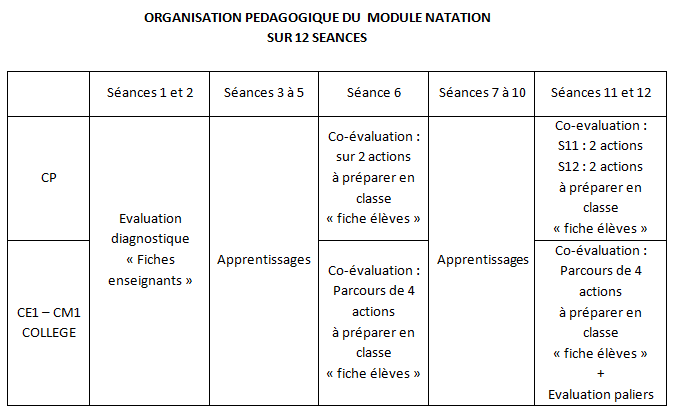 ORGANISATION PEDAGOGIQUE DU MODULE NATATION
SUR 12 SEANCES
Séances 1 et 2
Séances 3 à 5
Séance 6
Séances 7 à 10
Séances 11 et 12
CP
Evaluation
diagnostique
« Fiches
enseignants »
Apprentissages
Co-évaluation :
sur 2 actions
à préparer en
classe
« fiche élèves »
Apprentissages
Co-evaluation :
S11 : 2 actions
S12 : 2 actions
à préparer en
classe
« fiche élèves »
CE1 – CM1
COLLEGE
Co-évaluation :
Parcours de 4
actions
à préparer en
classe
« fiche élèves »
Co-évaluation :
Parcours de 4
actions
à préparer en
classe
« fiche élèves »
+
Evaluation paliers